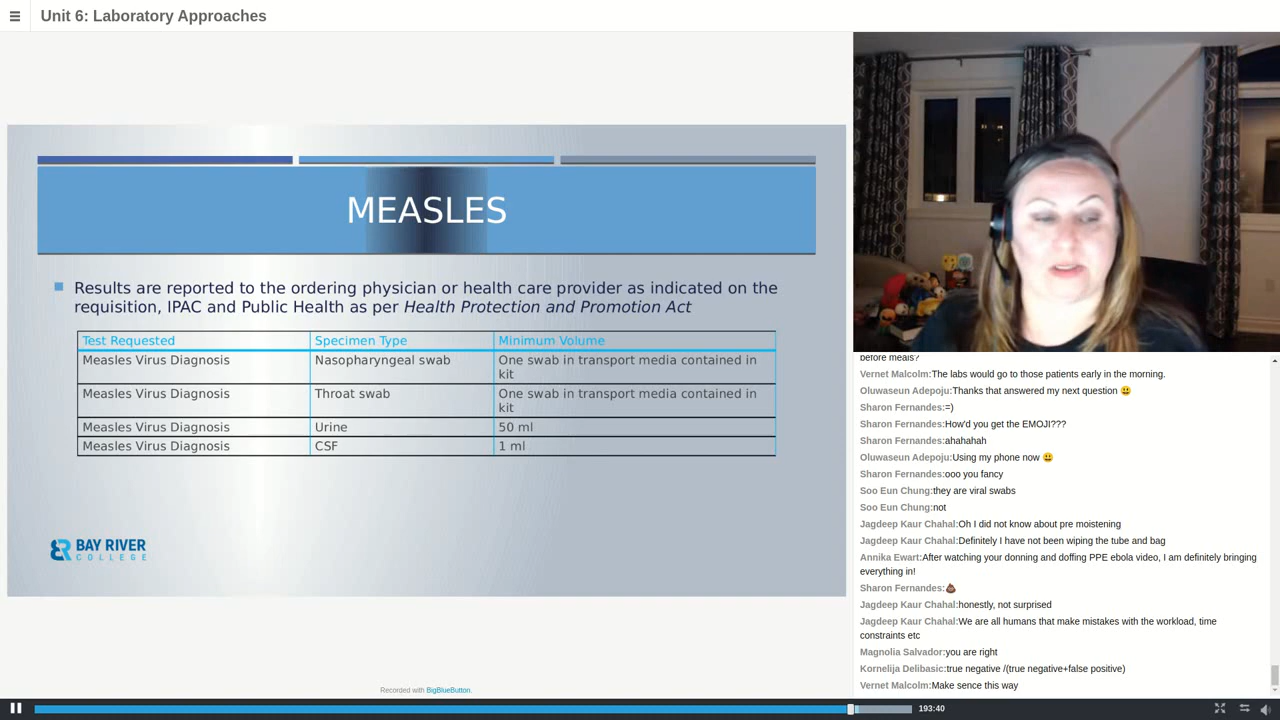 Unit 6: Laboratory Approaches
MEASLES
Results are reported to the ordering physician or health care provider as indicated on the
requisition, IPAC and Public Health as per Health Protection and Promotion Act
Test Requested Specimen Type Minimum Volume
Measles Virus Diagnosis Nasopharyngeal swab One swab in transport media contained in
kit
Measles Virus Diagnosis Throat swab One swab in transport media contained in
kit
Measles Virus Diagnosis Urine 50 ml
Measles Virus Diagnosis CSF 1 ml
BAY RIVER
COLLEGE
Recorded with BigBlueButton.
before meals?
Vernet Malcolm:The labs would go to those patients early in the morning.
Oluwaseun Adepoju:Thanks that answered my next question 😃
Sharon Fernandes:=)
Sharon Fernandes:How'd you get the EMOJI???
Sharon Fernandes:ahahahah
Oluwaseun Adepoju:Using my phone now 😃
Sharon Fernandes:ooo you fancy
Soo Eun Chung:they are viral swabs
Soo Eun Chung:not
Jagdeep Kaur Chahal:Oh I did not know about pre moistening
Jagdeep Kaur Chahal:Definitely I have not been wiping the tube and bag
Annika Ewart:After watching your donning and doffing PPE ebola video, I am definitely bringing
everything in!
Sharon Fernandes:💩
Jagdeep Kaur Chahal:honestly, not surprised
Jagdeep Kaur Chahal:We are all humans that make mistakes with the workload, time
constraints etc
Magnolia Salvador:you are right
Kornelija Delibasic:true negative /(true negative+false positive)
Vernet Malcolm:Make sence this way
193:40